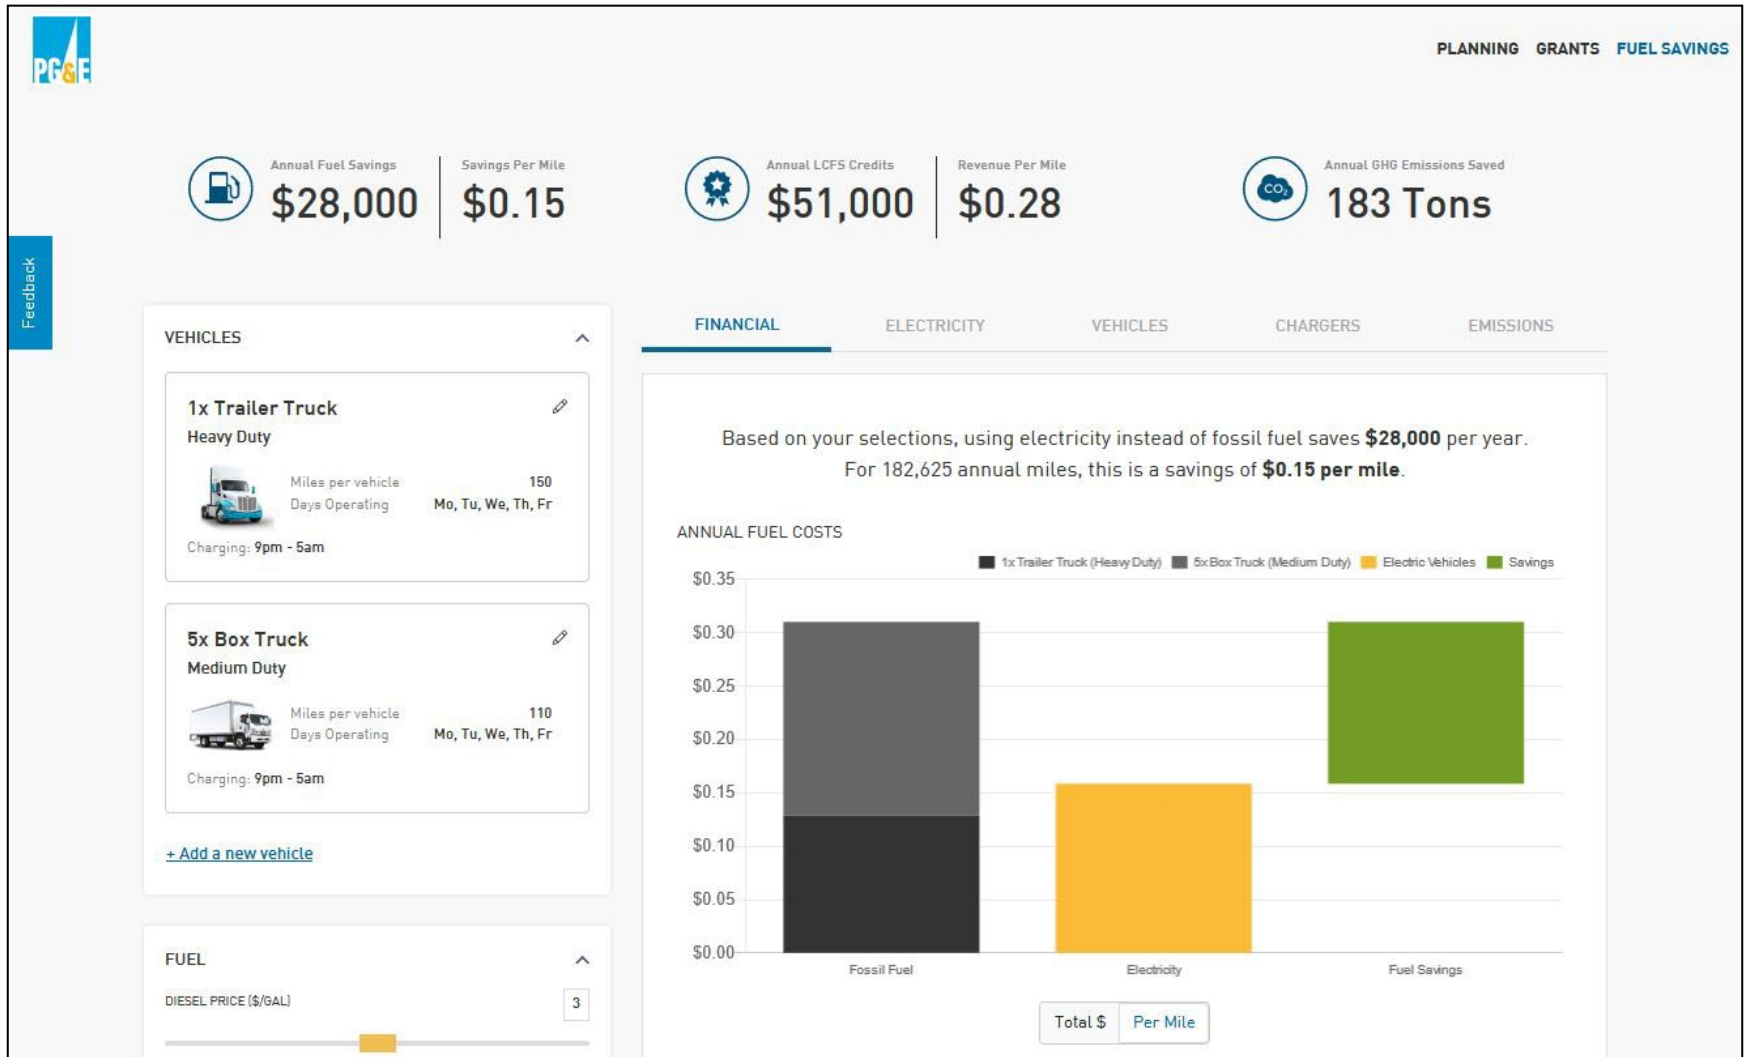 PG&E
PLANNING GRANTS FUEL SAVINGS
Annual Fuel Savings
$28,000
Savings Per Mile
$0.15
Annual LCFS Credits
$51,000
Revenue Per Mile
$0.28
CO₂
Annual GHG Emissions Saved
183 Tons
Feedback
VEHICLES
1x Trailer Truck
Heavy Duty
Miles per vehicle 150
Days Operating Mo, Tu, We, Th, Fr
Charging: 9pm - 5am
5x Box Truck
Medium Duty
Miles per vehicle 110
Days Operating Mo, Tu, We, Th, Fr
Charging: 9pm - 5am
+ Add a new vehicle
FUEL
DIESEL PRICE ($/GAL) 3
FINANCIAL ELECTRICITY VEHICLES CHARGERS EMISSIONS
Based on your selections, using electricity instead of fossil fuel saves $28,000 per year.
For 182,625 annual miles, this is a savings of $0.15 per mile.
ANNUAL FUEL COSTS
1x Trailer Truck (Heavy Duty) 5x Box Truck (Medium Duty) Electric Vehicles Savings
$0.35
$0.30
$0.25
$0.20
$0.15
$0.10
$0.05
$0.00
Fossil Fuel Electricity Fuel Savings
Total $ Per Mile